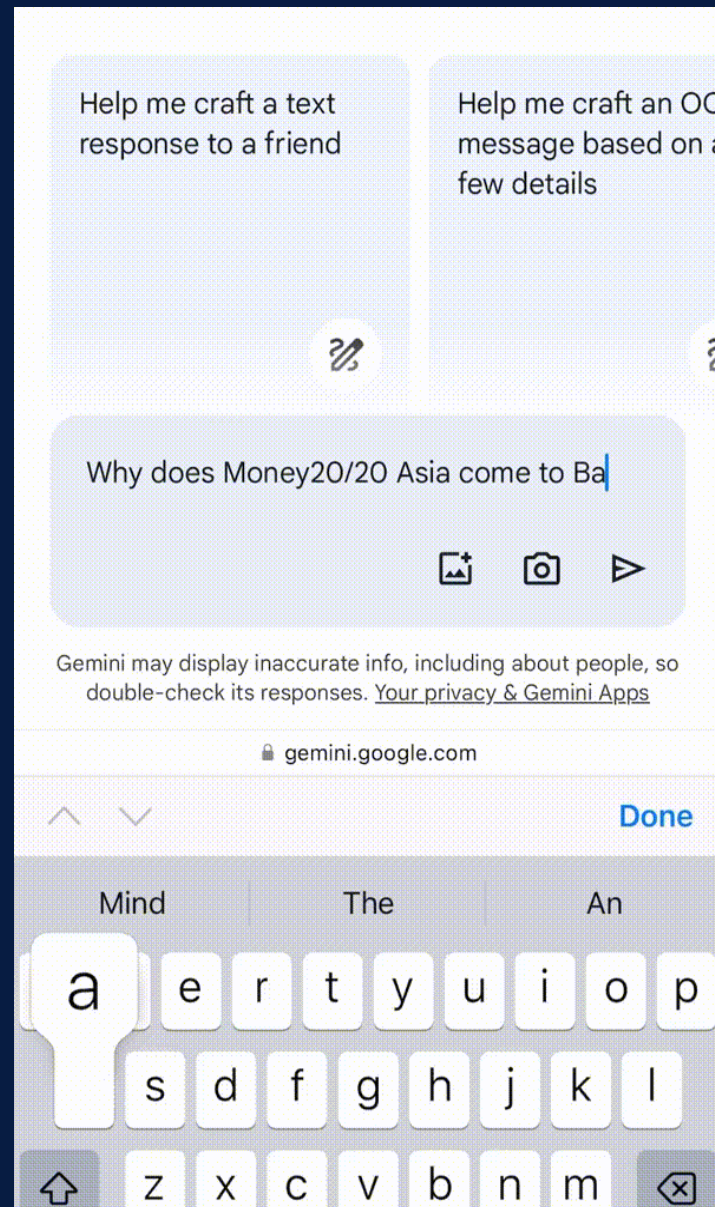 Help me craft a text
response to a friend
Help me craft an OO
message based on a
few details
Why does Money20/20 Asia come to Ba
Gemini may display inaccurate info, including about people, so
double-check its responses. Your privacy & Gemini Apps
gemini.google.com
Done
Mind The An
a e r t y u i o p
s d f g h j k l
z x c v b n m